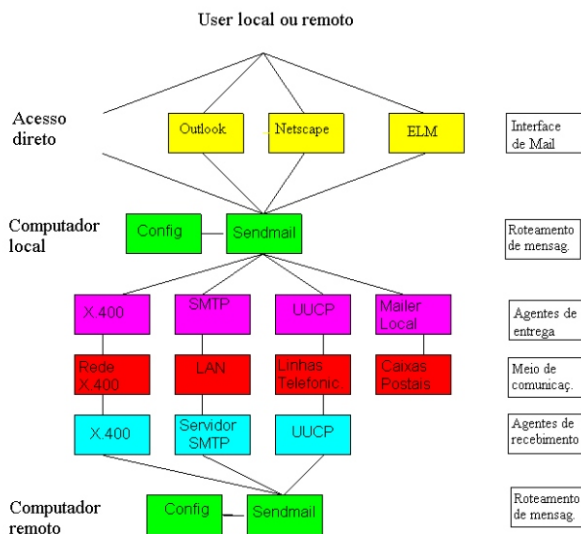 User local ou remoto
Acesso
direto
Outlook
Netscape
ELM
Interface
de Mail
Computador
local
Config
Sendmail
Roteamento
de mensag.
X.400
SMTP
UUCP
Mailer
Local
Agentes de
entrega
Rede
X.400
LAN
Linhas
Telefonic.
Caixas
Postais
Meio de
comunicaç.
X.400
Servidor
SMTP
UUCP
Agentes de
recebimento
Computador
remoto
Config
Sendmail
Roteamento
de mensag.